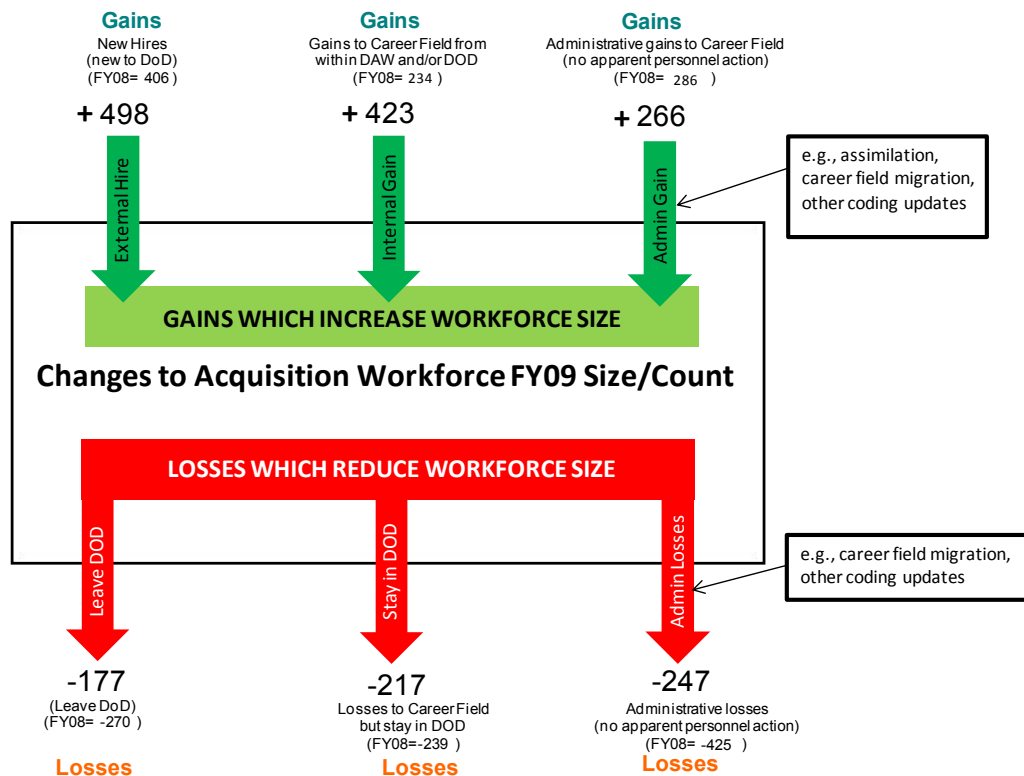 Gains
New Hires
(new to DoD)
(FY08= 406 )
+ 498
External Hire
Gains
Gains to Career Field from
within DAW and/or DOD
(FY08= 234 )
+ 423
Internal Gain
Gains
Administrative gains to Career Field
(no apparent personnel action)
(FY08= 286 )
+ 266
Admin Gain
e.g., assimilation,
career field migration,
other coding updates
GAINS WHICH INCREASE WORKFORCE SIZE
Changes to Acquisition Workforce FY09 Size/Count
LOSSES WHICH REDUCE WORKFORCE SIZE
Leave DOD
-177
(Leave DoD)
(FY08= -270 )
Losses
Stay in DOD
-217
Losses to Career Field
but stay in DOD
(FY08=-239 )
Losses
Admin Losses
-247
Administrative losses
(no apparent personnel action)
(FY08= -425 )
Losses
e.g., career field migration,
other coding updates